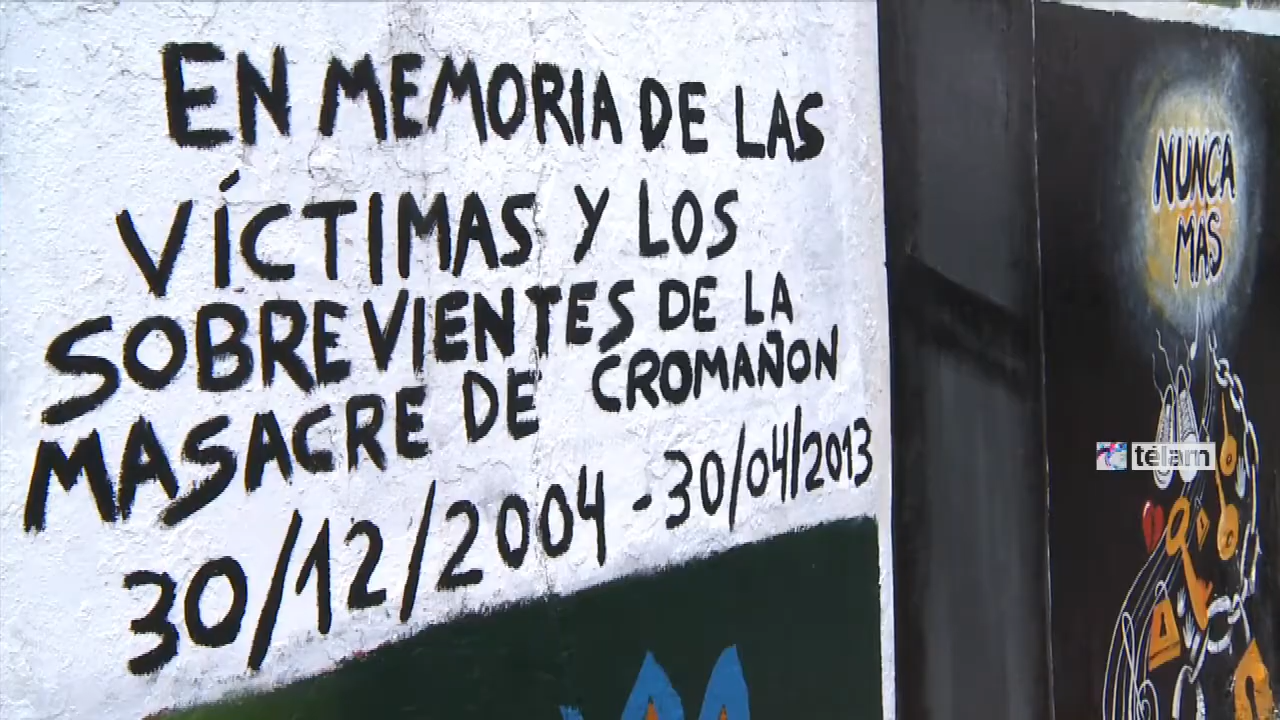 EN MEMORIA DE LAS
VÍCTIMAS Y LOS
SOBREVIENTES DE LA
MASACRE DE CROMAÑON
30/12/2004 - 30/04/2013
NUNCA
MAS
télam